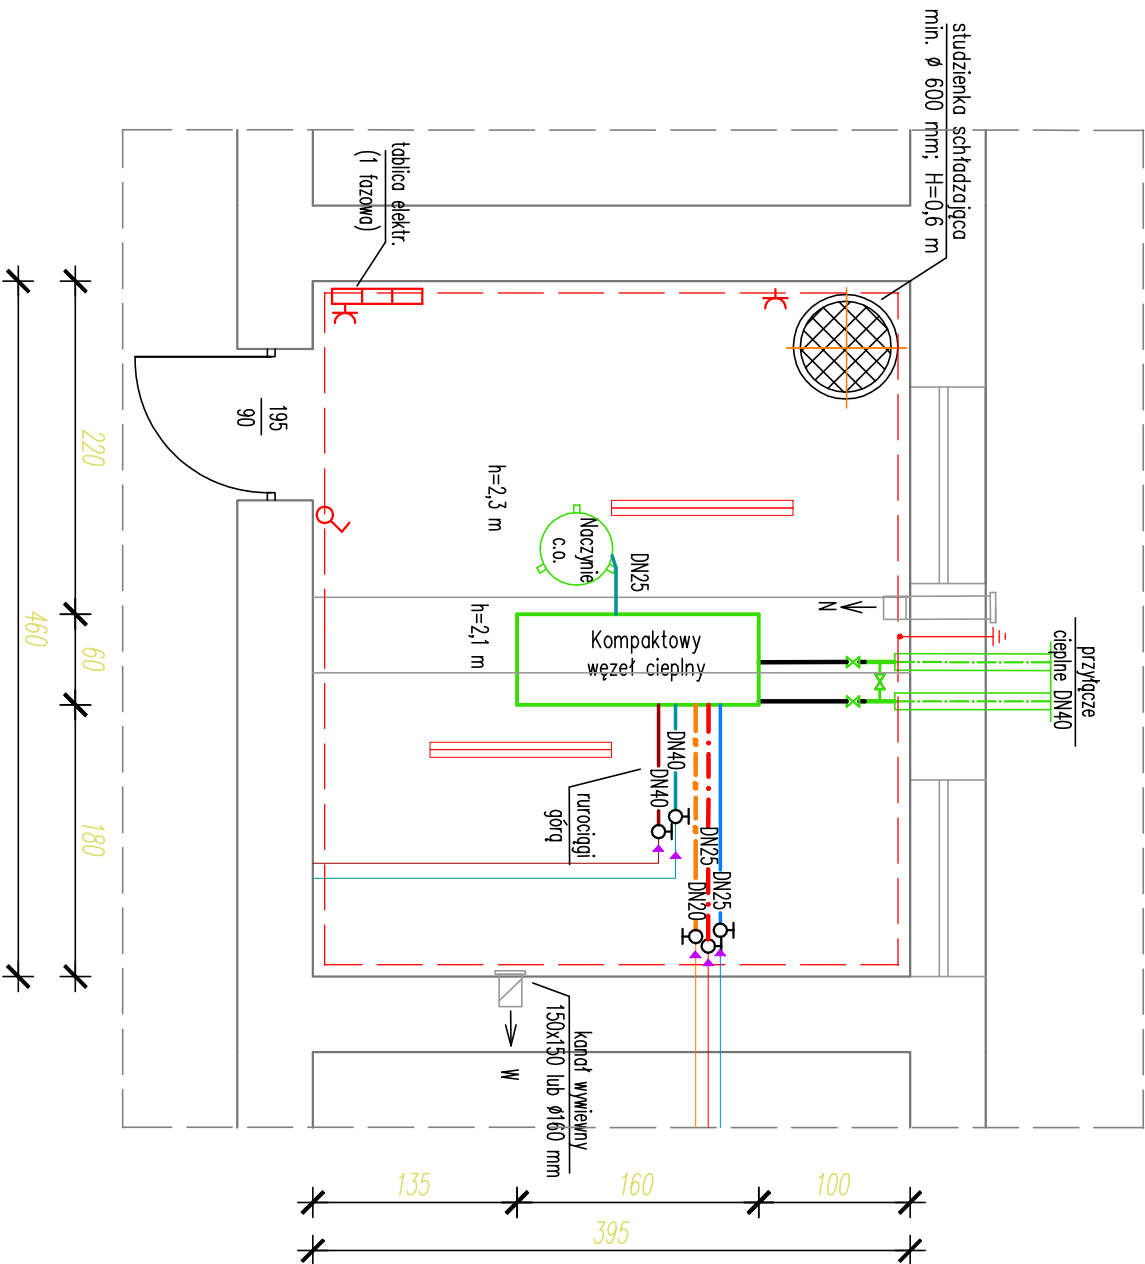 studzienka schładzająca
min. ø 600 mm; H=0,6 m
tablica elektr.
(1 fazowa)
195
90
h=2,3 m
Naczynie
c.o.
DN25
h=2,1 m
Kompaktowy
węzeł cieplny
N
przyłącze
cieplne DN40
DN40
DN40
DN25
DN25
DN20
rurociągi
górą
kanał wywiewny
150x150 lub ø160 mm
W
220
60
180
460
135
160
100
395